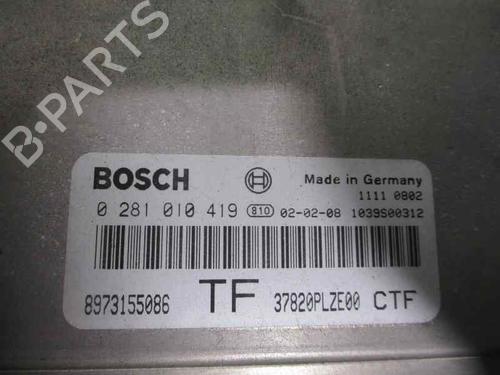 B-PARTS
BOSCH Made in Germany
1111 0802
0 281 010 419 810 02-02-08 1039S00312
8973155086 TF 37820PLZE00 CTF